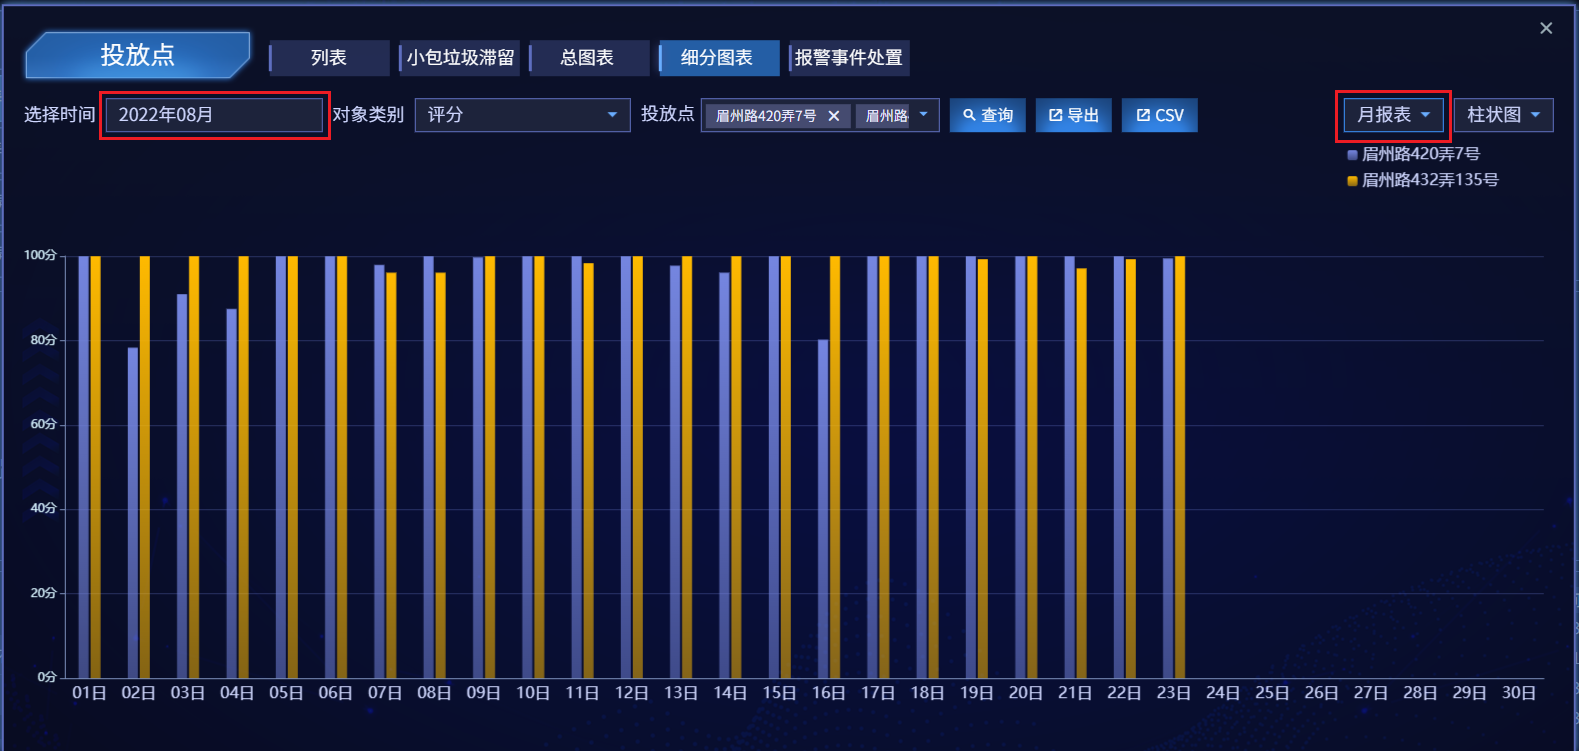 投放点
列表
小包垃圾滞留
总图表
细分图表
报警事件处置
选择时间 2022年08月 对象类别 评分 投放点 眉州路420弄7号 眉州路 查询 导出 CSV 月报表 柱状图
眉州路420弄7号
眉州路432弄135号
100分
80分
60分
40分
20分
0分
01日 02日 03日 04日 05日 06日 07日 08日 09日 10日 11日 12日 13日 14日 15日 16日 17日 18日 19日 20日 21日 22日 23日 24日 25日 26日 27日 28日 29日 30日